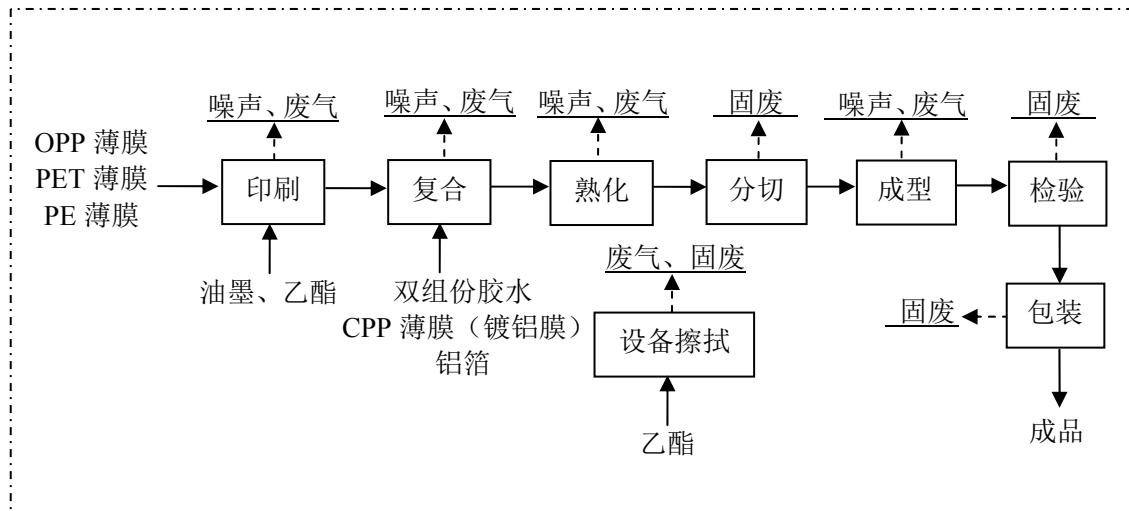 噪声、废气
噪声、废气
噪声、废气
固废
噪声、废气
固废
OPP 薄膜
PET 薄膜
PE 薄膜
印刷
复合
熟化
分切
成型
检验
油墨、乙酯
双组份胶水
CPP 薄膜（镀铝膜）
铝箔
废气、固废
设备擦拭
乙酯
固废
包装
成品